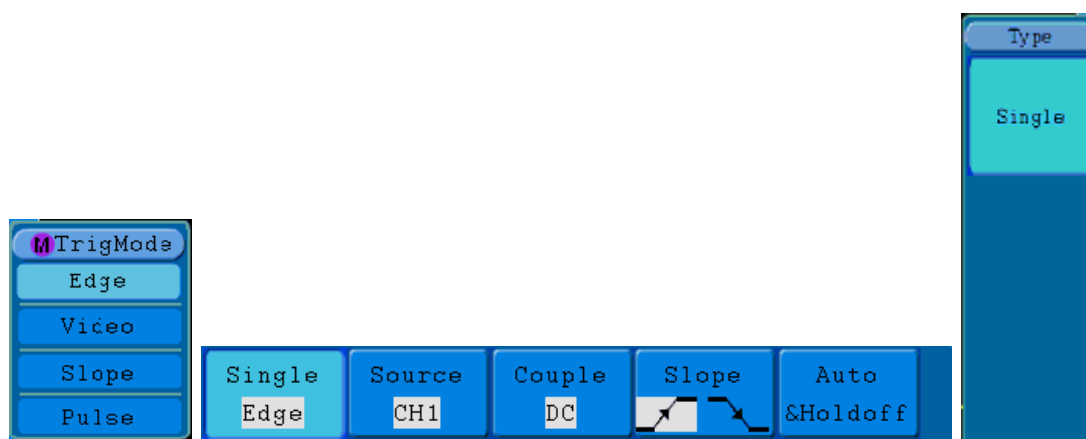 Type
Single
M TrigMode
Edge
Video
Slope
Pulse
Single Source Couple Slope Auto
Edge CH1 DC &Holdoff